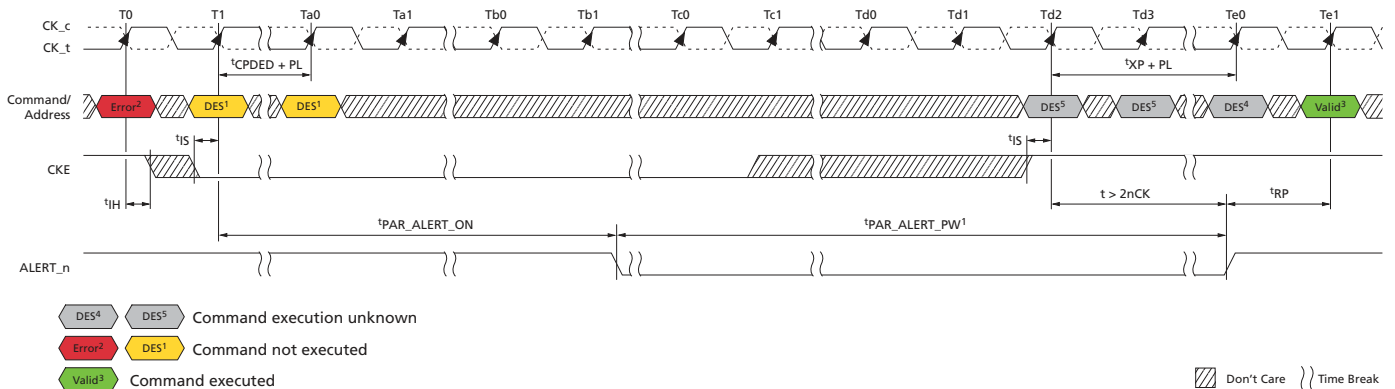 T0 T1 Ta0 Ta1 Tb0 Tb1 Tc0 Tc1 Td0 Td1 Td2 Td3 Te0 Te1
CK_c
CK_t
tCPDED + PL tXP + PL
Command/
Address
Error² DES¹ DES¹ DES⁵ DES⁵ DES⁴ Valid³
tIS tIS
CKE
t > 2nCK tRP
tIH
tPAR_ALERT_ON tPAR_ALERT_PW¹
ALERT_n
DES⁴ DES⁵ Command execution unknown
Error² DES¹ Command not executed
Valid³ Command executed
Don't Care Time Break